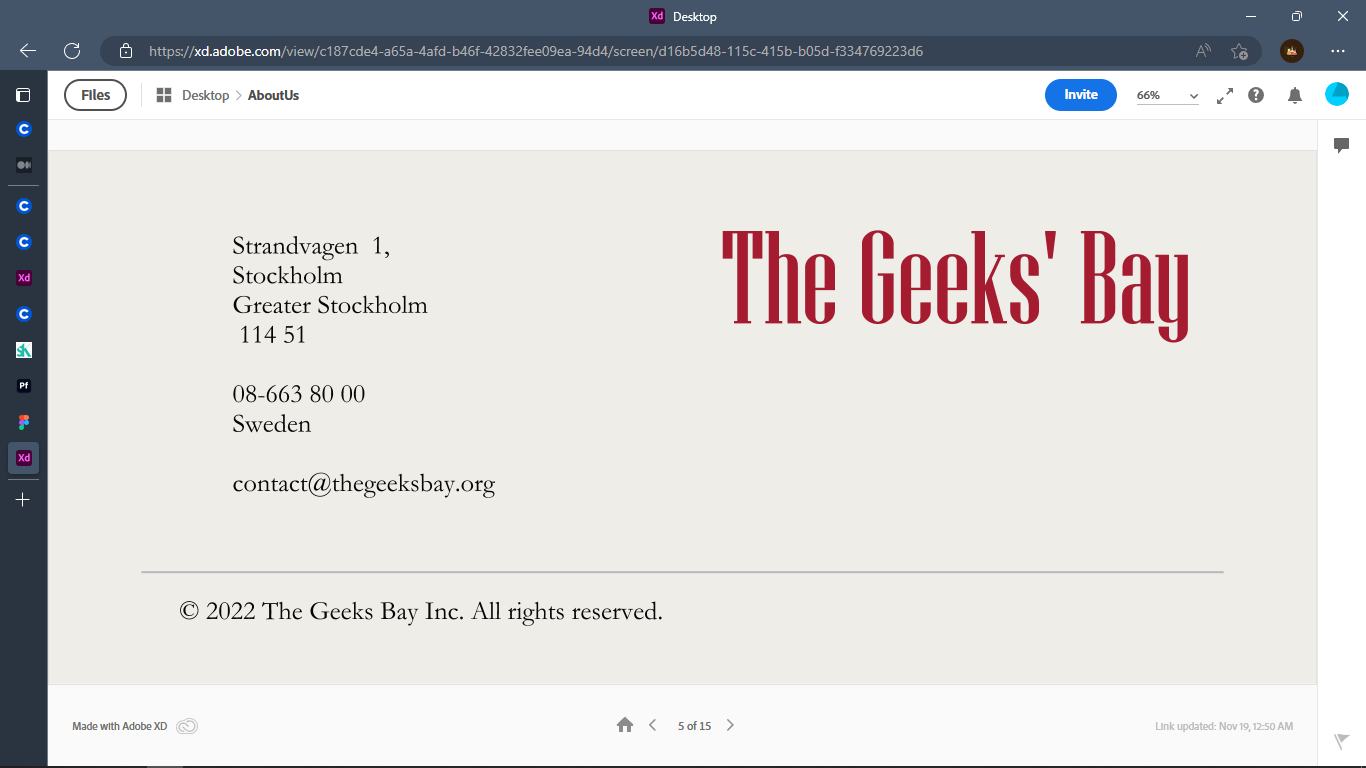 Xd Desktop
https://xd.adobe.com/view/c187cde4-a65a-4afd-b46f-42832fee09ea-94d4/screen/d16b5d48-115c-415b-b05d-f334769223d6
Files
Desktop > AboutUs
Invite
66%
Strandvagen 1,
Stockholm
Greater Stockholm
114 51
08-663 80 00
Sweden
contact@thegeeksbay.org
The Geeks' Bay
© 2022 The Geeks Bay Inc. All rights reserved.
Made with Adobe XD
5 of 15
Link updated: Nov 19, 12:50 AM
C
C
C
Xd
C
Pf
Xd